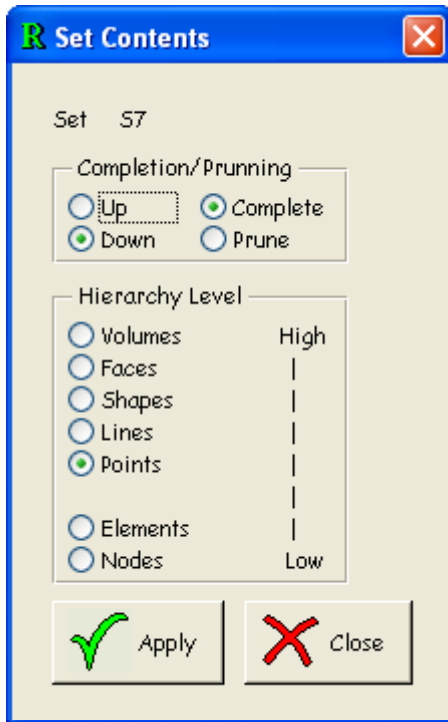 R Set Contents
Set S7
Completion/Prunning
Up Complete
Down Prune
Hierarchy Level
Volumes High
Faces |
Shapes |
Lines |
Points |
|
Elements |
Nodes Low
Apply Close